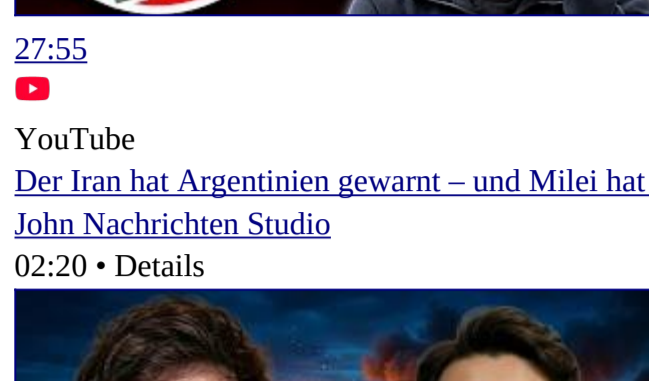 27:55
YouTube
Der Iran hat Argentinien gewarnt – und Milei hat
John Nachrichten Studio
02:20 • Details